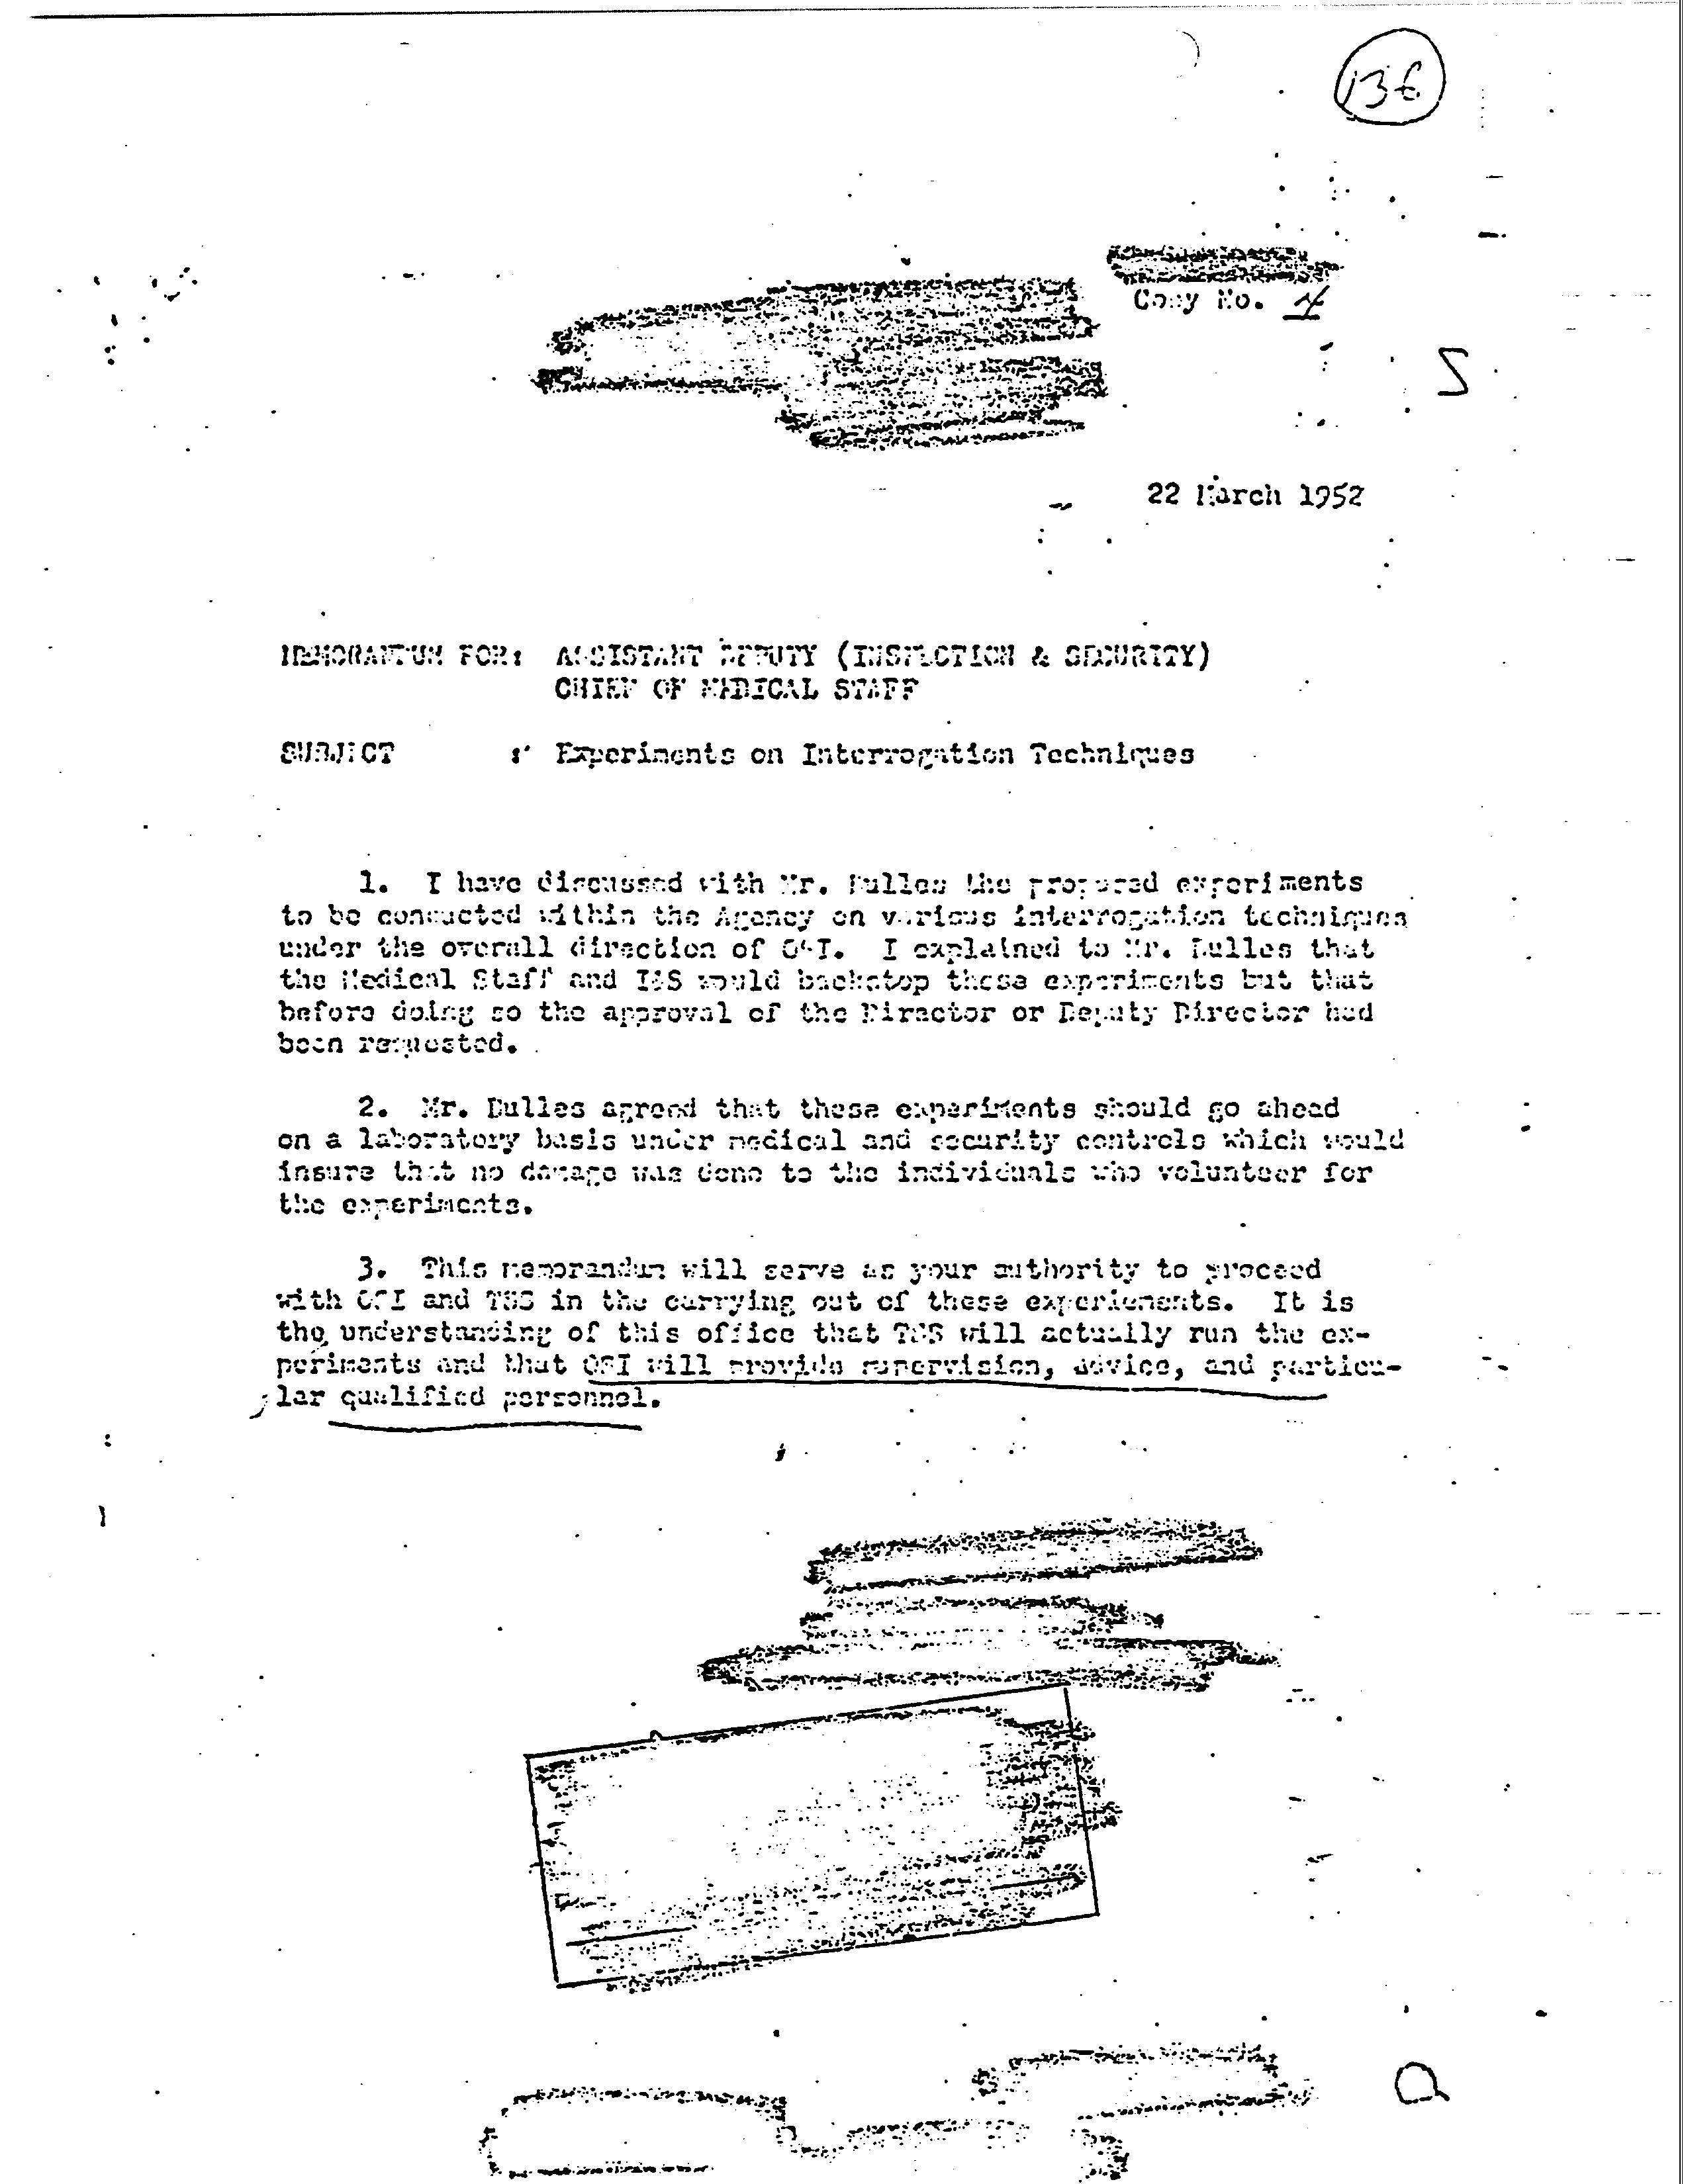 136
Copy No. 4
S
22 March 1952
MEMORANDUM FOR: ASSISTANT DEPUTY (INSPECTION & SECURITY)
CHIEF OF MEDICAL STAFF
SUBJECT : Experiments on Interrogation Techniques
1. I have discussed with Mr. Dulles the proposed experiments
to be conducted within the Agency on various interrogation techniques
under the overall direction of OSI. I explained to Mr. Dulles that
the Medical Staff and I&S would backstop these experiments but that
before doing so the approval of the Director or Deputy Director had
been requested.
2. Mr. Dulles agreed that these experiments should go ahead
on a laboratory basis under medical and security controls which would
insure that no damage was done to the individuals who volunteer for
the experiments.
3. This memorandum will serve as your authority to proceed
with OSI and TSS in the carrying out of these experiements. It is
the understanding of this office that TSS will actually run the ex-
periments and that OSI will provide supervision, advice, and particu-
lar qualified personnel.